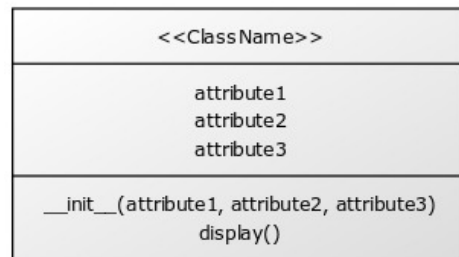 <<ClassName>>
attribute1
attribute2
attribute3
__init__(attribute1, attribute2, attribute3)
display()